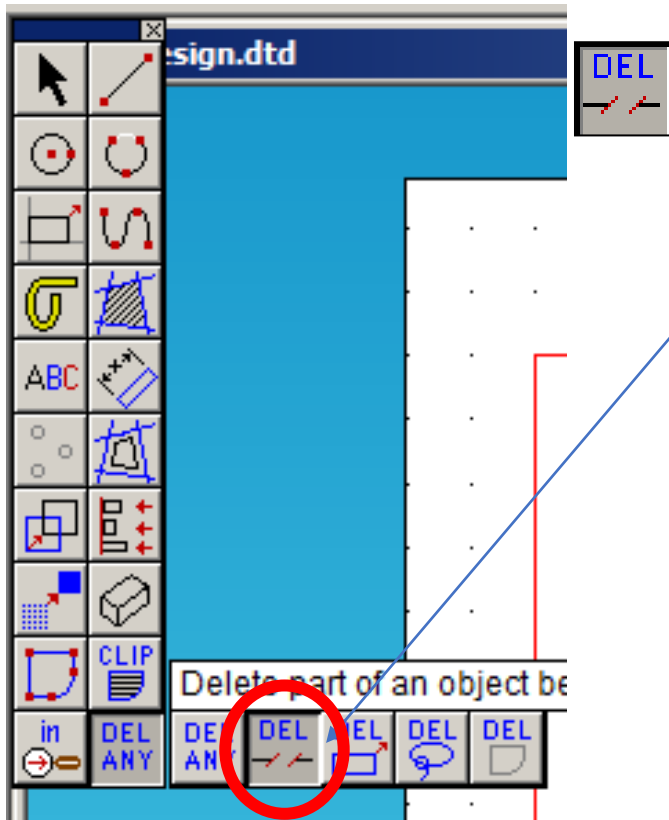 sign.dtd
DEL
ABC
CLIP
Delete part of an object be
in DEL ANY
DEL ANY DEL DEL DEL DEL